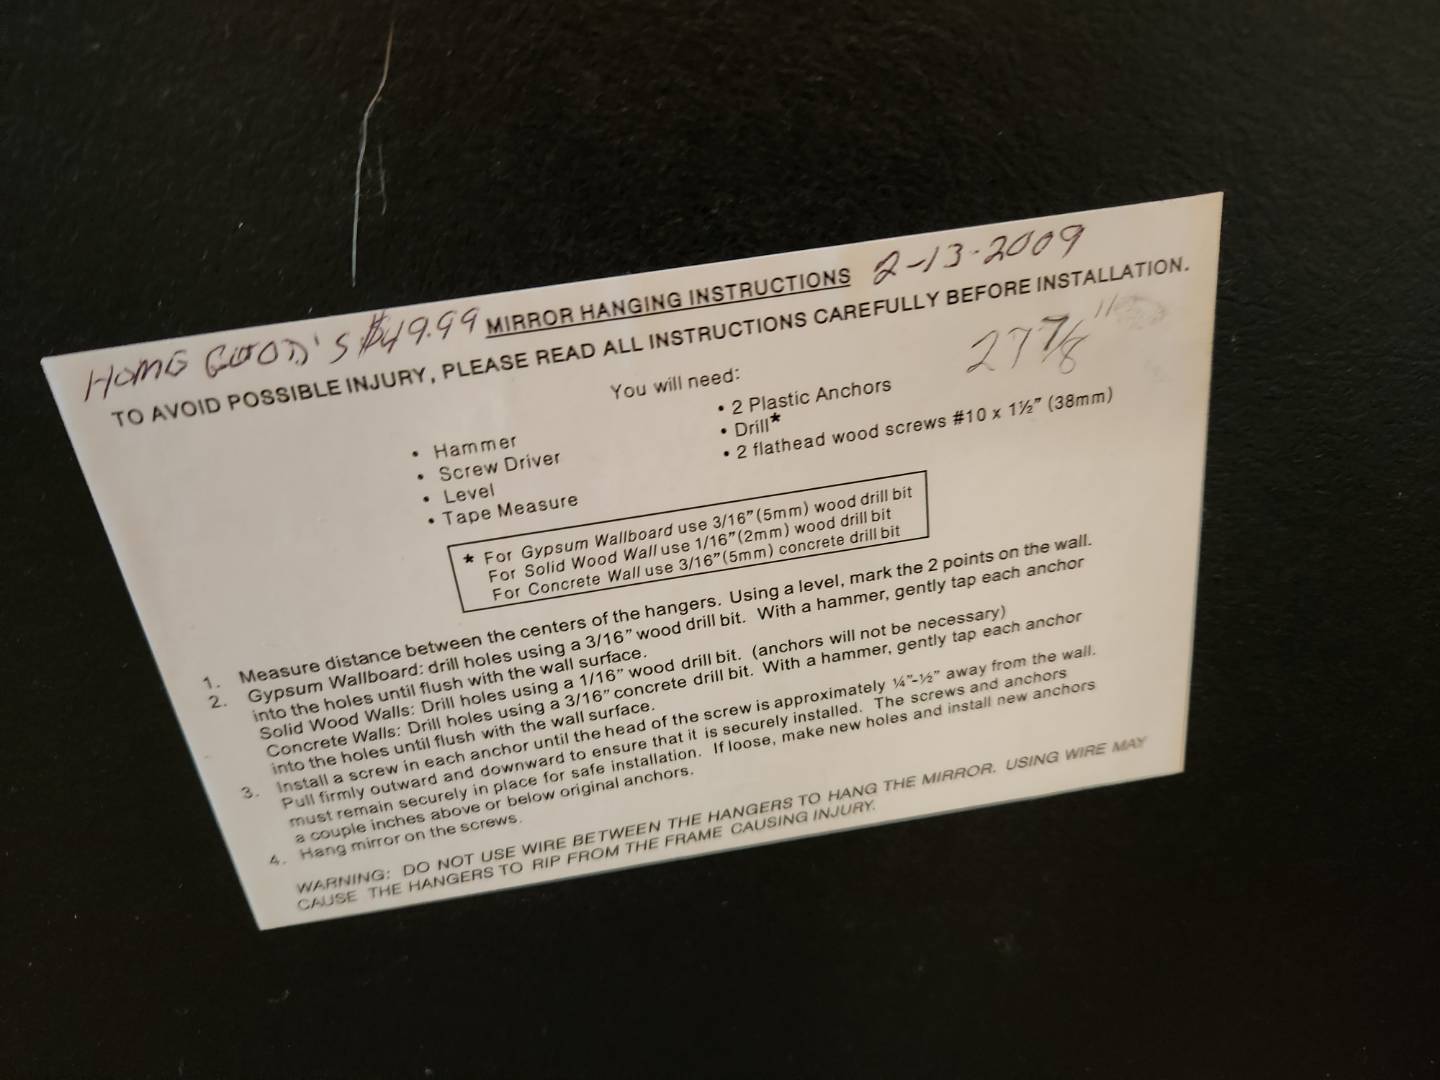 HOME GOOD'S $49.99 MIRROR HANGING INSTRUCTIONS 2-13-2009
TO AVOID POSSIBLE INJURY, PLEASE READ ALL INSTRUCTIONS CAREFULLY BEFORE INSTALLATION.
27 7/8"
You will need:
• Hammer
• Screw Driver
• Level
• Tape Measure
• 2 Plastic Anchors
• Drill*
• 2 flathead wood screws #10 x 1½" (38mm)
* For Gypsum Wallboard use 3/16" (5mm) wood drill bit
For Solid Wood Wall use 1/16" (2mm) wood drill bit
For Concrete Wall use 3/16" (5mm) concrete drill bit
1. Measure distance between the centers of the hangers. Using a level, mark the 2 points on the wall.
2. Gypsum Wallboard: drill holes using a 3/16" wood drill bit. With a hammer, gently tap each anchor
into the holes until flush with the wall surface.
Solid Wood Walls: Drill holes using a 1/16" wood drill bit. (anchors will not be necessary)
Concrete Walls: Drill holes using a 3/16" concrete drill bit. With a hammer, gently tap each anchor
into the holes until flush with the wall surface.
3. Install a screw in each anchor until the head of the screw is approximately ¼"-½" away from the wall.
Pull firmly outward and downward to ensure that it is securely installed. The screws and anchors
must remain securely in place for safe installation. If loose, make new holes and install new anchors
a couple inches above or below original anchors.
4. Hang mirror on the screws.
WARNING: DO NOT USE WIRE BETWEEN THE HANGERS TO HANG THE MIRROR. USING WIRE MAY
CAUSE THE HANGERS TO RIP FROM THE FRAME CAUSING INJURY.